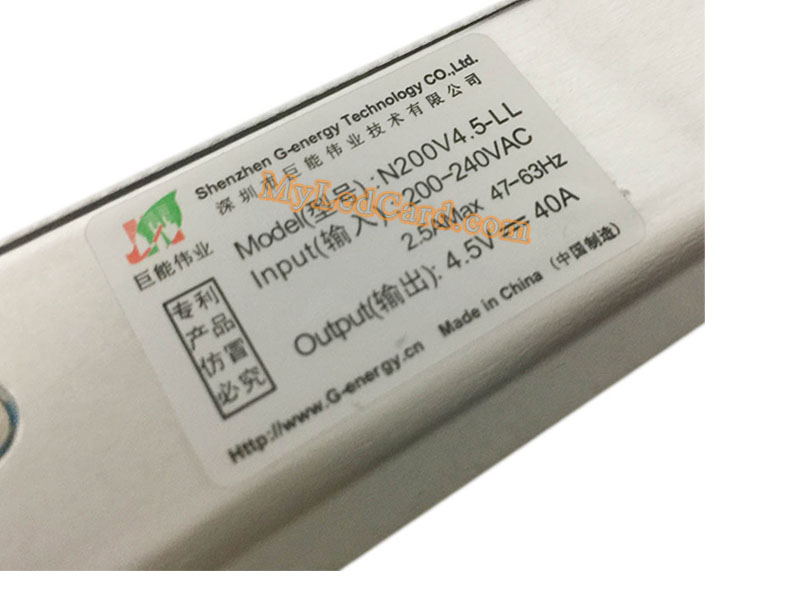 Shenzhen G-energy Technology CO.,Ltd.
深圳市巨能伟业技术有限公司
巨能伟业
Model(型号): N200V4.5-LL
Input(输入): 200-240VAC
2.5A Max 47-63Hz
Output(输出): 4.5V⎓40A
专利
产品
仿冒
必究
Http://www.G-energy.cn Made in China (中国制造)
MyLedCard.com